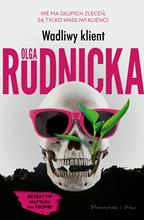 NIE MA GŁUPICH ZLECEŃ,
SĄ TYLKO WADLIWI KLIENCI.
Wadliwy klient
OLGA
RUDNICKA
DETEKTYW
MATYLDA
NA TROPIE!
Prószyński i S-ka